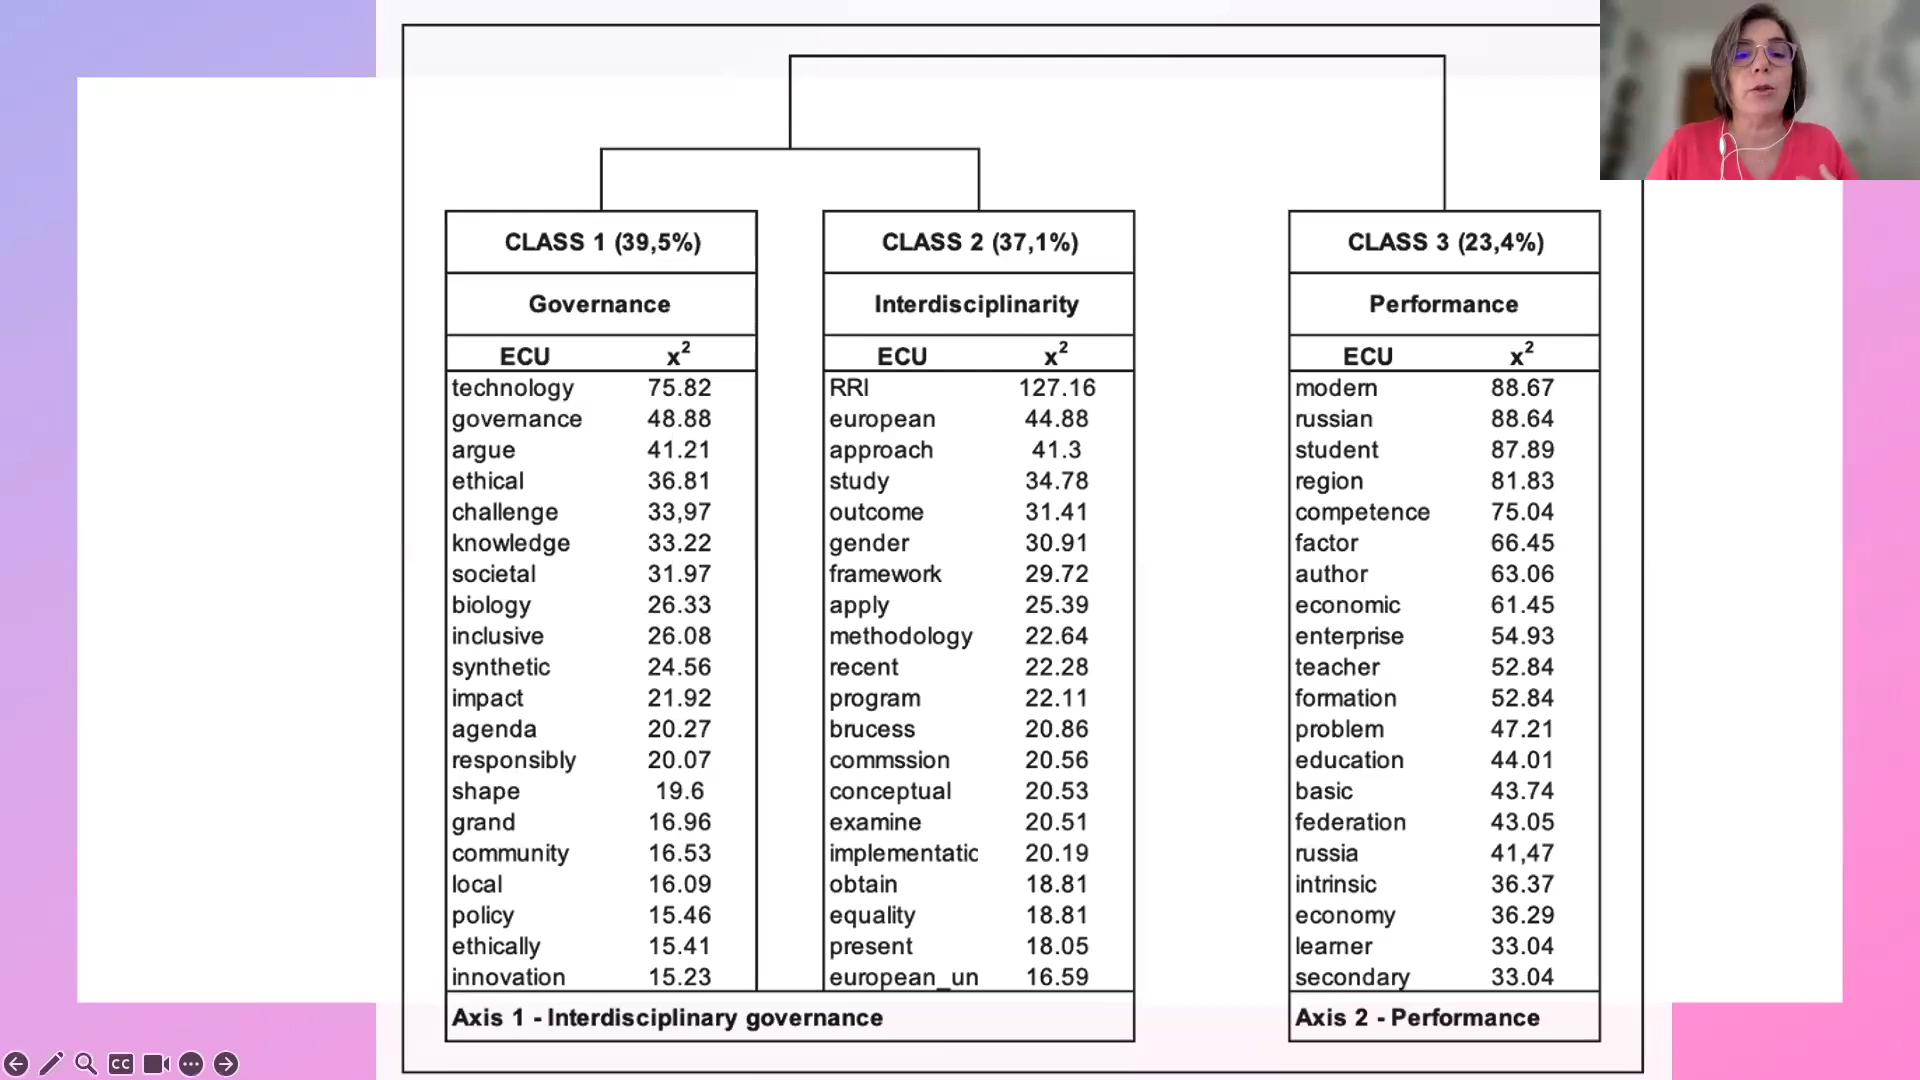 CLASS 1 (39,5%)
Governance
ECU x²
technology 75.82
governance 48.88
argue 41.21
ethical 36.81
challenge 33,97
knowledge 33.22
societal 31.97
biology 26.33
inclusive 26.08
synthetic 24.56
impact 21.92
agenda 20.27
responsibly 20.07
shape 19.6
grand 16.96
community 16.53
local 16.09
policy 15.46
ethically 15.41
innovation 15.23
CLASS 2 (37,1%)
Interdisciplinarity
ECU x²
RRI 127.16
european 44.88
approach 41.3
study 34.78
outcome 31.41
gender 30.91
framework 29.72
apply 25.39
methodology 22.64
recent 22.28
program 22.11
brucess 20.86
commssion 20.56
conceptual 20.53
examine 20.51
implementatic 20.19
obtain 18.81
equality 18.81
present 18.05
european_un 16.59
Axis 1 - Interdisciplinary governance
CLASS 3 (23,4%)
Performance
ECU x²
modern 88.67
russian 88.64
student 87.89
region 81.83
competence 75.04
factor 66.45
author 63.06
economic 61.45
enterprise 54.93
teacher 52.84
formation 52.84
problem 47.21
education 44.01
basic 43.74
federation 43.05
russia 41,47
intrinsic 36.37
economy 36.29
learner 33.04
secondary 33.04
Axis 2 - Performance
CC